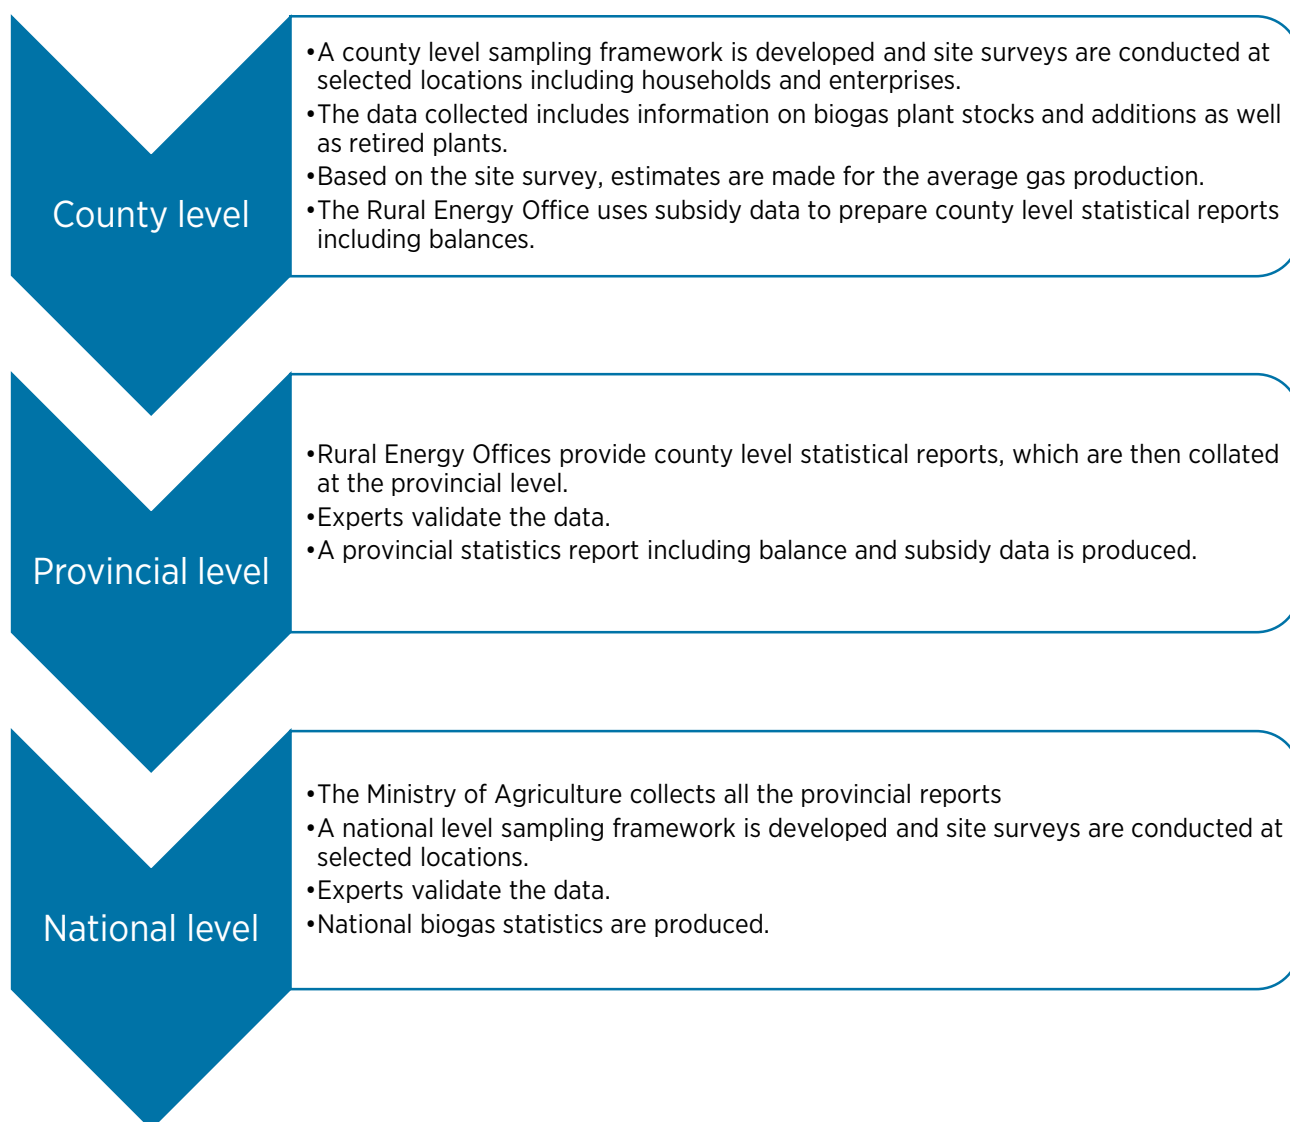 County level
•A county level sampling framework is developed and site surveys are conducted at
selected locations including households and enterprises.
•The data collected includes information on biogas plant stocks and additions as well
as retired plants.
•Based on the site survey, estimates are made for the average gas production.
•The Rural Energy Office uses subsidy data to prepare county level statistical reports
including balances.
Provincial level
•Rural Energy Offices provide county level statistical reports, which are then collated
at the provincial level.
•Experts validate the data.
•A provincial statistics report including balance and subsidy data is produced.
National level
•The Ministry of Agriculture collects all the provincial reports
•A national level sampling framework is developed and site surveys are conducted at
selected locations.
•Experts validate the data.
•National biogas statistics are produced.